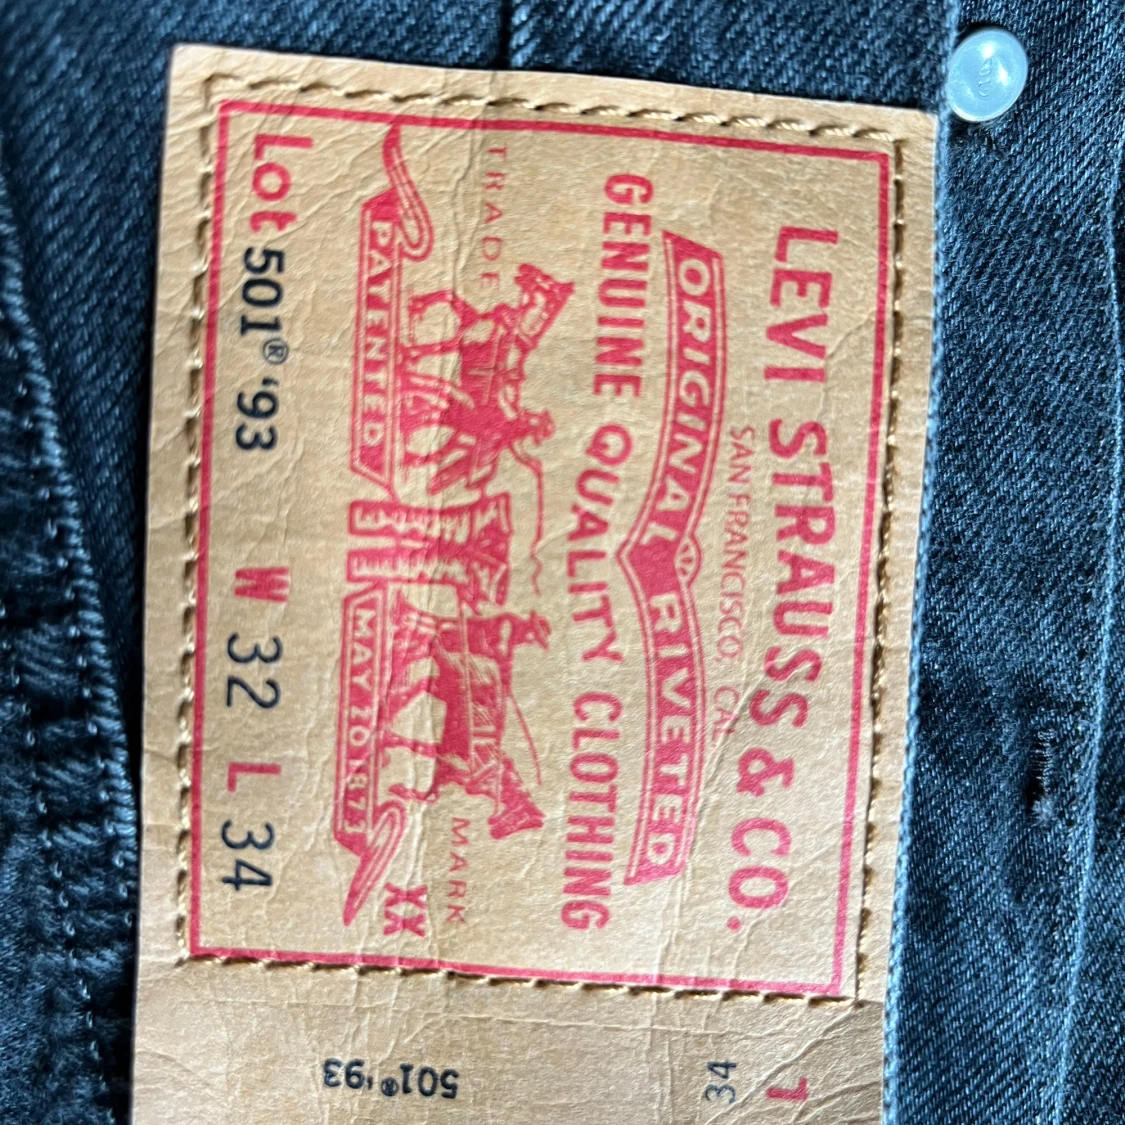 LEVI STRAUSS & CO.
SAN FRANCISCO, CAL
ORIGINAL RIVETED
GENUINE QUALITY CLOTHING
TRADE MARK
PATENTED MAY 20 1873
XX
Lot 501® '93 W 32 L 34
L
34
501® '93